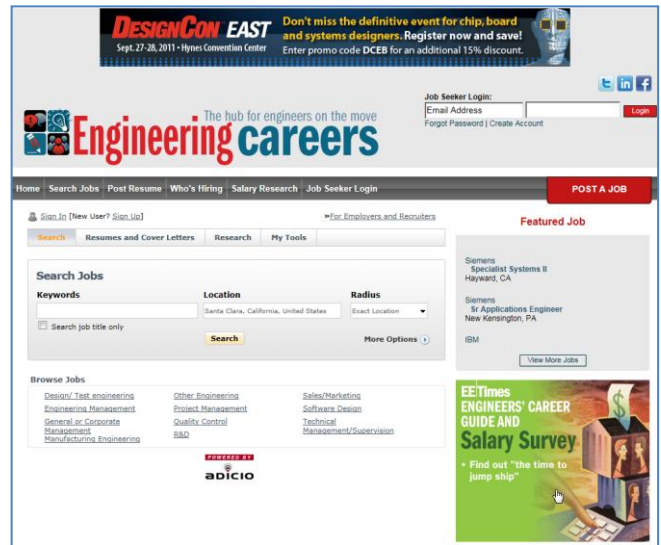 DESIGNCON EAST
Sept. 27-28, 2011 • Hynes Convention Center
Don't miss the definitive event for chip, board
and systems designers. Register now and save!
Enter promo code DCEB for an additional 15% discount.
Job Seeker Login:
Email Address
Login
Forgot Password | Create Account
The hub for engineers on the move
Engineering careers
Home Search Jobs Post Resume Who's Hiring Salary Research Job Seeker Login
POST A JOB
Sign In [New User? Sign Up]
»For Employers and Recruiters
Search Resumes and Cover Letters Research My Tools
Search Jobs
Keywords Location Radius
Santa Clara, California, United States Exact Location
Search job title only
Search
More Options
Browse Jobs
Design/ Test engineering
Engineering Management
General or Corporate
Management
Manufacturing Engineering
Other Engineering
Project Management
Quality Control
R&D
Sales/Marketing
Software Design
Technical
Management/Supervision
POWERED BY
adicio
Featured Job
Siemens
Specialist Systems II
Hayward, CA
Siemens
Sr Applications Engineer
New Kensington, PA
IBM
View More Jobs
EETimes
ENGINEERS' CAREER
GUIDE AND
Salary Survey
• Find out "the time to
jump ship"